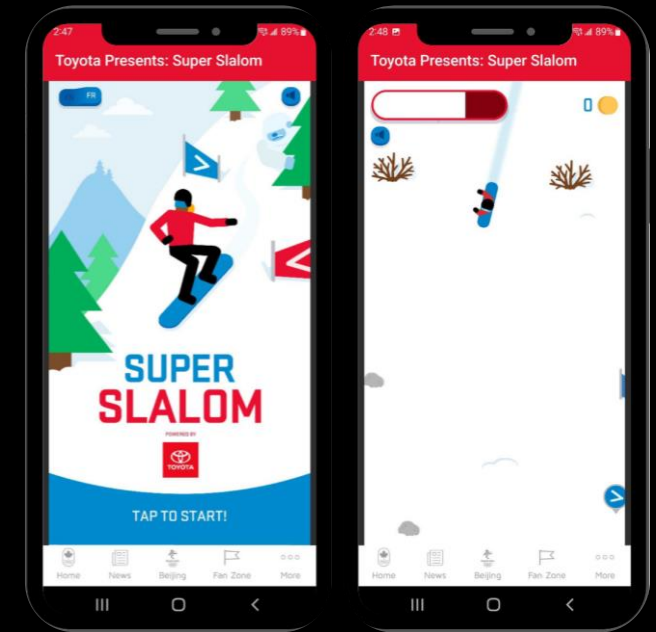 2:47
89%
Toyota Presents: Super Slalom
FR
SUPER
SLALOM
POWERED BY
TOYOTA
TAP TO START!
Home
News
Beijing
Fan Zone
More
2:48
89%
Toyota Presents: Super Slalom
0
Home
News
Beijing
Fan Zone
More